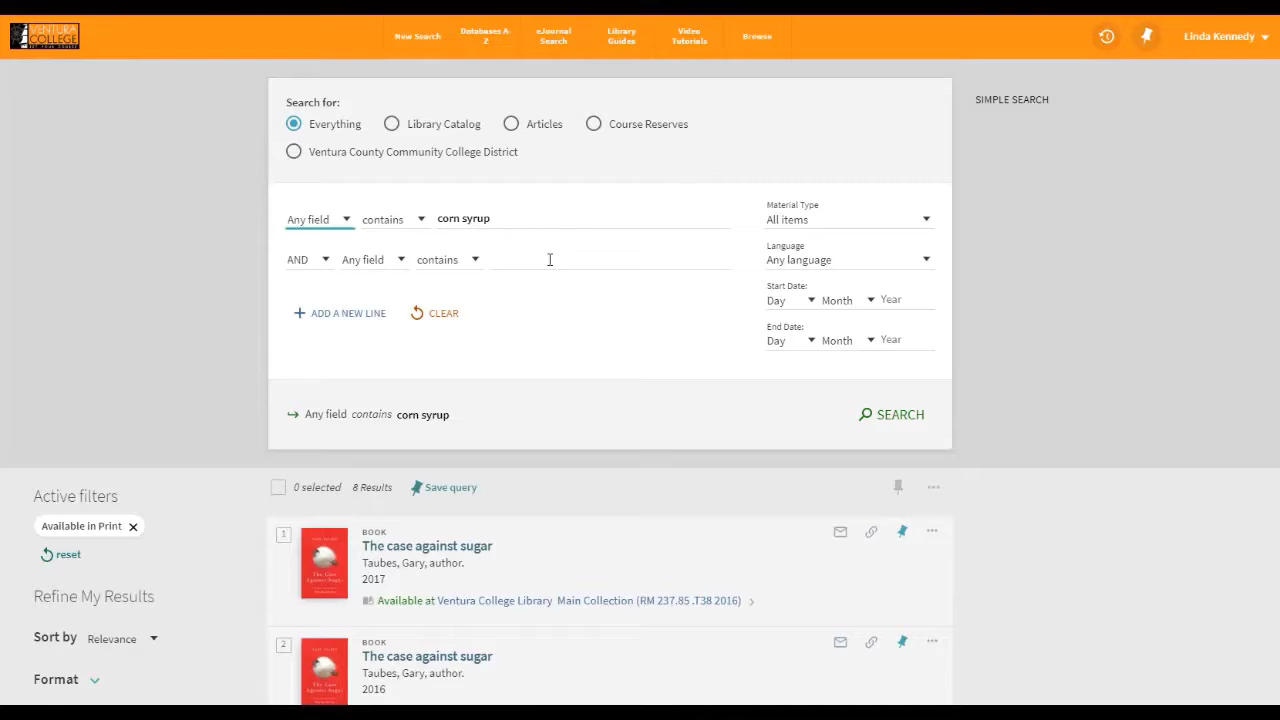 VENTURA
COLLEGE
New Search
Databases A-
Z
eJournal
Search
Library
Guides
Video
Tutorials
Browse
Linda Kennedy
Search for:
Everything
Library Catalog
Articles
Course Reserves
Ventura County Community College District
SIMPLE SEARCH
Any field contains corn syrup
AND Any field contains
+ ADD A NEW LINE
CLEAR
Material Type
All items
Language
Any language
Start Date:
Day Month Year
End Date:
Day Month Year
Any field contains corn syrup
SEARCH
Active filters
Available in Print
reset
Refine My Results
Sort by Relevance
Format
0 selected 8 Results Save query
1
BOOK
The case against sugar
Taubes, Gary, author.
2017
Available at Ventura College Library Main Collection (RM 237.85 .T38 2016)
2
BOOK
The case against sugar
Taubes, Gary, author.
2016